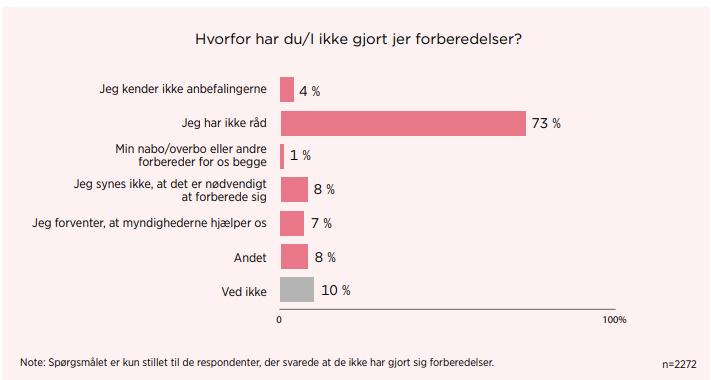 Hvorfor har du/I ikke gjort jer forberedelser?
Jeg kender ikke anbefalingerne
4 %
Jeg har ikke råd
73 %
Min nabo/overbo eller andre
forbereder for os begge
1 %
Jeg synes ikke, at det er nødvendigt
at forberede sig
8 %
Jeg forventer, at myndighederne hjælper os
7 %
Andet
8 %
Ved ikke
10 %
0
100%
Note: Spørgsmålet er kun stillet til de respondenter, der svarede at de ikke har gjort sig forberedelser.
n=2272